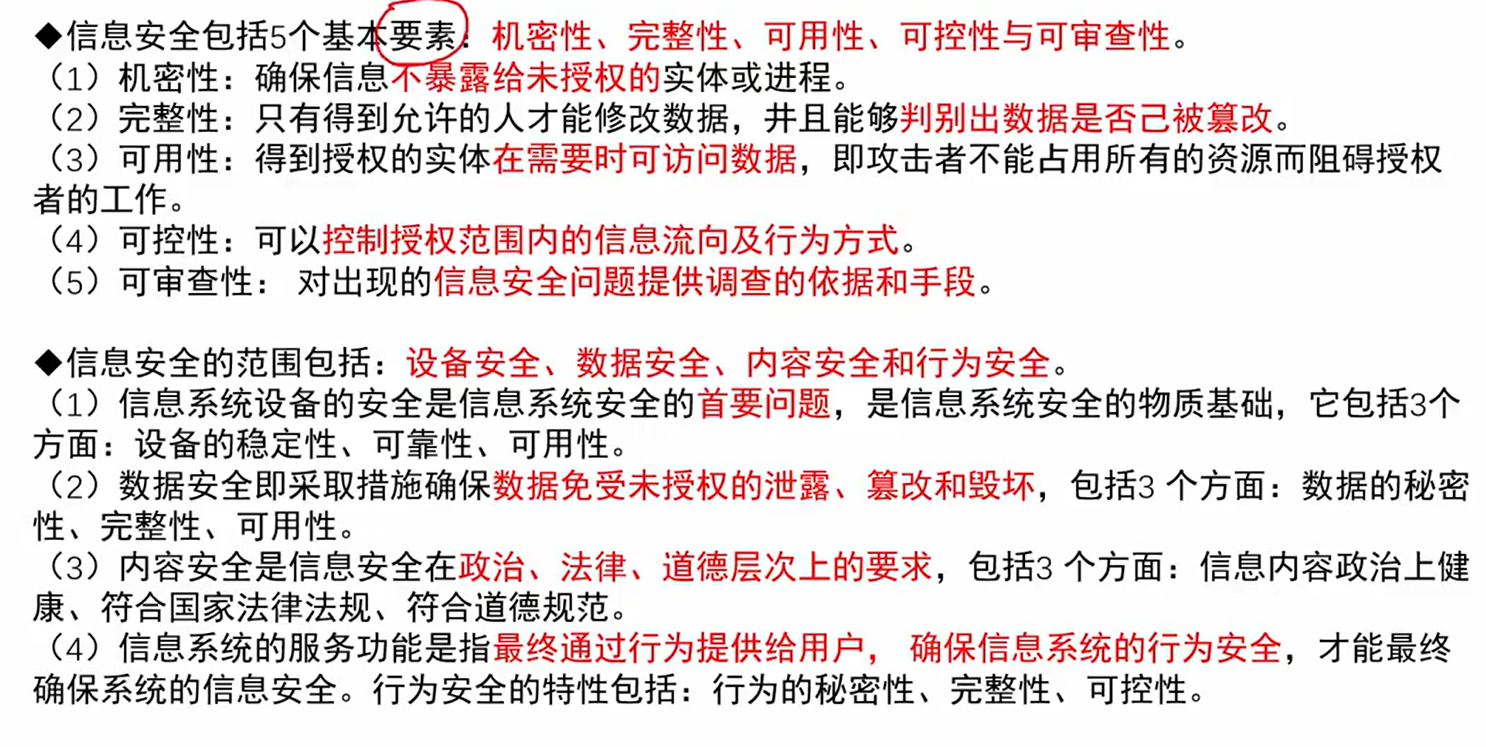 ◆信息安全包括5个基本要素：机密性、完整性、可用性、可控性与可审查性。
（1）机密性：确保信息不暴露给未授权的实体或进程。
（2）完整性：只有得到允许的人才能修改数据，井且能够判别出数据是否己被篡改。
（3）可用性：得到授权的实体在需要时可访问数据，即攻击者不能占用所有的资源而阻碍授权
者的工作。
（4）可控性：可以控制授权范围内的信息流向及行为方式。
（5）可审查性： 对出现的信息安全问题提供调查的依据和手段。
◆信息安全的范围包括：设备安全、数据安全、内容安全和行为安全。
（1）信息系统设备的安全是信息系统安全的首要问题，是信息系统安全的物质基础，它包括3个
方面：设备的稳定性、可靠性、可用性。
（2）数据安全即采取措施确保数据免受未授权的泄露、篡改和毁坏，包括3 个方面：数据的秘密
性、完整性、可用性。
（3）内容安全是信息安全在政治、法律、道德层次上的要求，包括3 个方面：信息内容政治上健
康、符合国家法律法规、符合道德规范。
（4）信息系统的服务功能是指最终通过行为提供给用户， 确保信息系统的行为安全，才能最终
确保系统的信息安全。行为安全的特性包括：行为的秘密性、完整性、可控性。